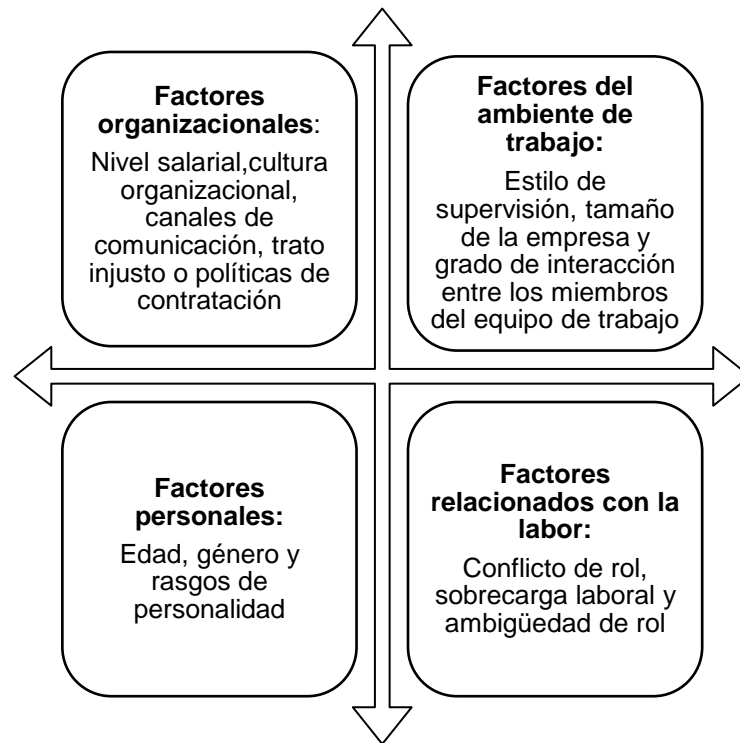 Factores
organizacionales:
Nivel salarial,cultura
organizacional,
canales de
comunicación, trato
injusto o políticas de
contratación
Factores del
ambiente de
trabajo:
Estilo de
supervisión, tamaño
de la empresa y
grado de interacción
entre los miembros
del equipo de trabajo
Factores
personales:
Edad, género y
rasgos de
personalidad
Factores
relacionados con la
labor:
Conflicto de rol,
sobrecarga laboral y
ambigüedad de rol